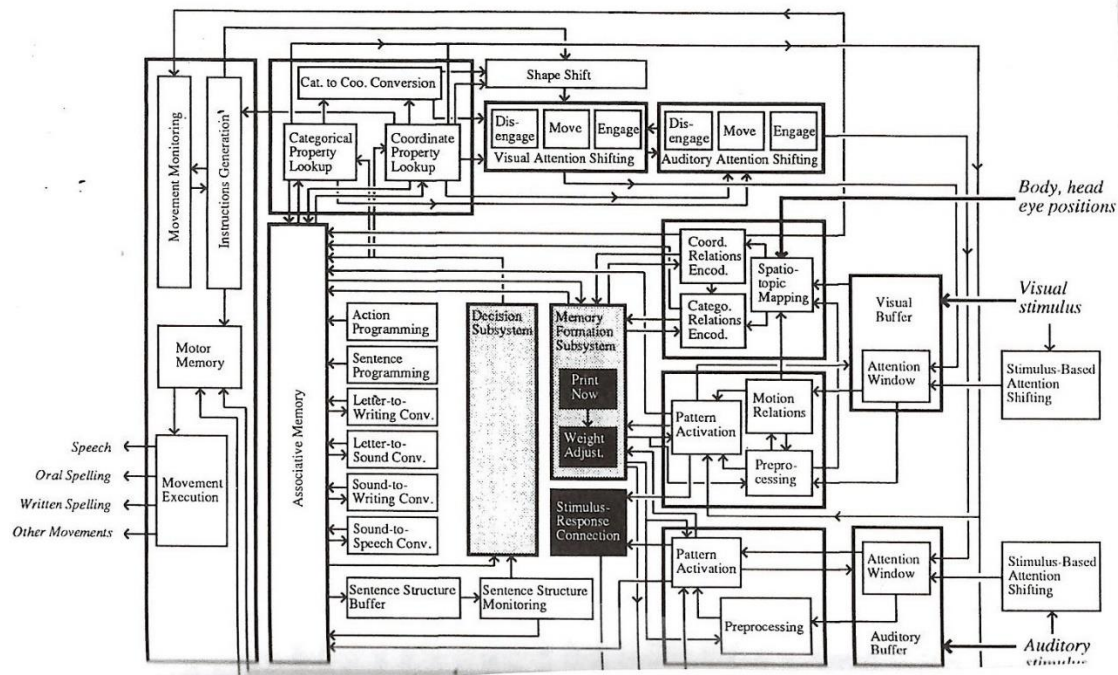 Shape Shift
Cat. to Coo. Conversion
Dis-
engage
Move
Engage
Visual Attention Shifting
Dis-
engage
Move
Engage
Auditory Attention Shifting
Categorical
Property
Lookup
Coordinate
Property
Lookup
Movement Monitoring
Instructions Generation
Body, head
eye positions
Coord.
Relations
Encod.
Spatio-
topic
Mapping
Catego.
Relations
Encod.
Visual
Buffer
Visual
stimulus
Attention
Window
Stimulus-Based
Attention
Shifting
Action
Programming
Decision
Subsystem
Memory
Formation
Subsystem
Motor
Memory
Sentence
Programming
Print
Now
Motion
Relations
Pattern
Activation
Letter-to-
Writing Conv.
Weight
Adjust.
Prepro-
cessing
Letter-to-
Sound Conv.
Speech
Oral Spelling
Written Spelling
Other Movements
Movement
Execution
Associative Memory
Sound-to-
Writing Conv.
Stimulus-
Response
Connection
Sound-to-
Speech Conv.
Pattern
Activation
Attention
Window
Stimulus-Based
Attention
Shifting
Sentence Structure
Buffer
Sentence Structure
Monitoring
Preprocessing
Auditory
Buffer
Auditory
stimulus